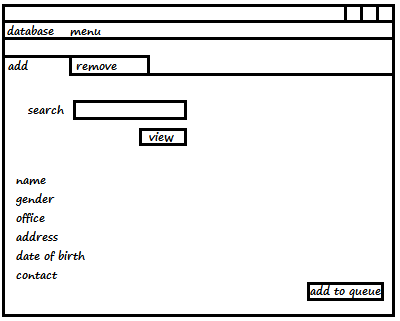 database menu
add remove
search
view
name
gender
office
address
date of birth
contact
add to queue